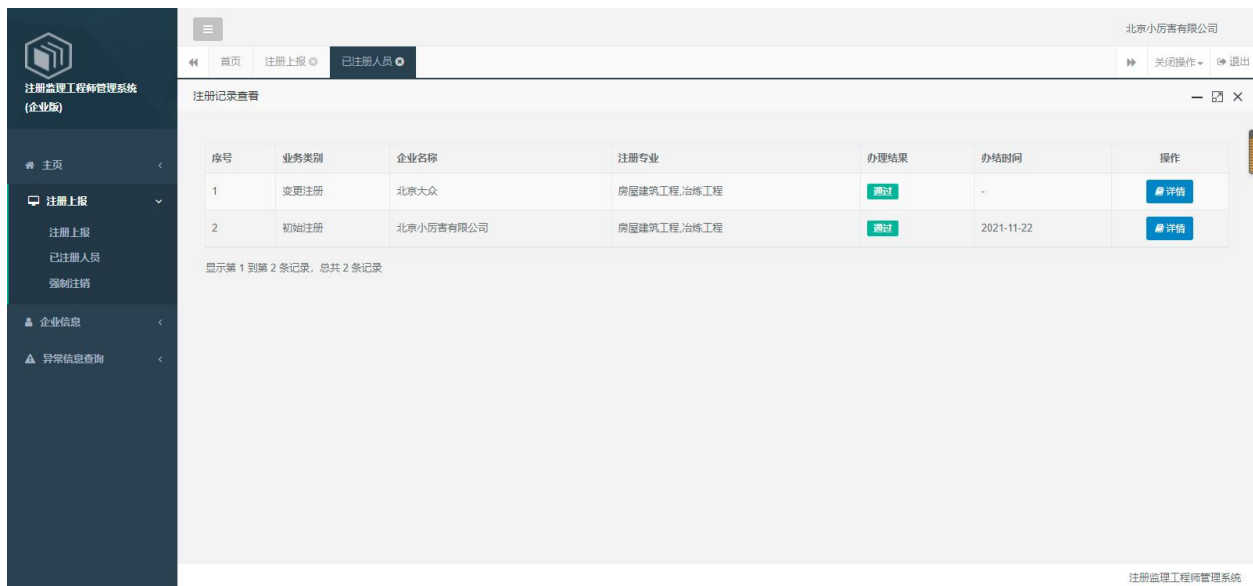 北京小厉害有限公司
首页 注册上报 已注册人员 关闭操作 退出
注册监理工程师管理系统
(企业版)
注册记录查看
主页
注册上报
注册上报
已注册人员
强制注销
企业信息
异常信息查询
序号 业务类别 企业名称 注册专业 办理结果 办结时间 操作
1 变更注册 北京大众 房屋建筑工程,冶炼工程 通过 - 详情
2 初始注册 北京小厉害有限公司 房屋建筑工程,冶炼工程 通过 2021-11-22 详情
显示第 1 到第 2 条记录，总共 2 条记录
注册监理工程师管理系统